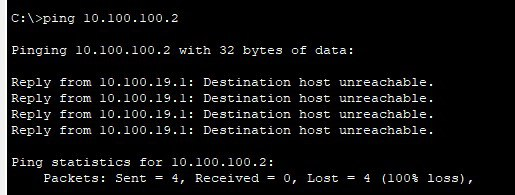 C:\>ping 10.100.100.2
Pinging 10.100.100.2 with 32 bytes of data:
Reply from 10.100.19.1: Destination host unreachable.
Reply from 10.100.19.1: Destination host unreachable.
Reply from 10.100.19.1: Destination host unreachable.
Reply from 10.100.19.1: Destination host unreachable.
Ping statistics for 10.100.100.2:
    Packets: Sent = 4, Received = 0, Lost = 4 (100% loss),